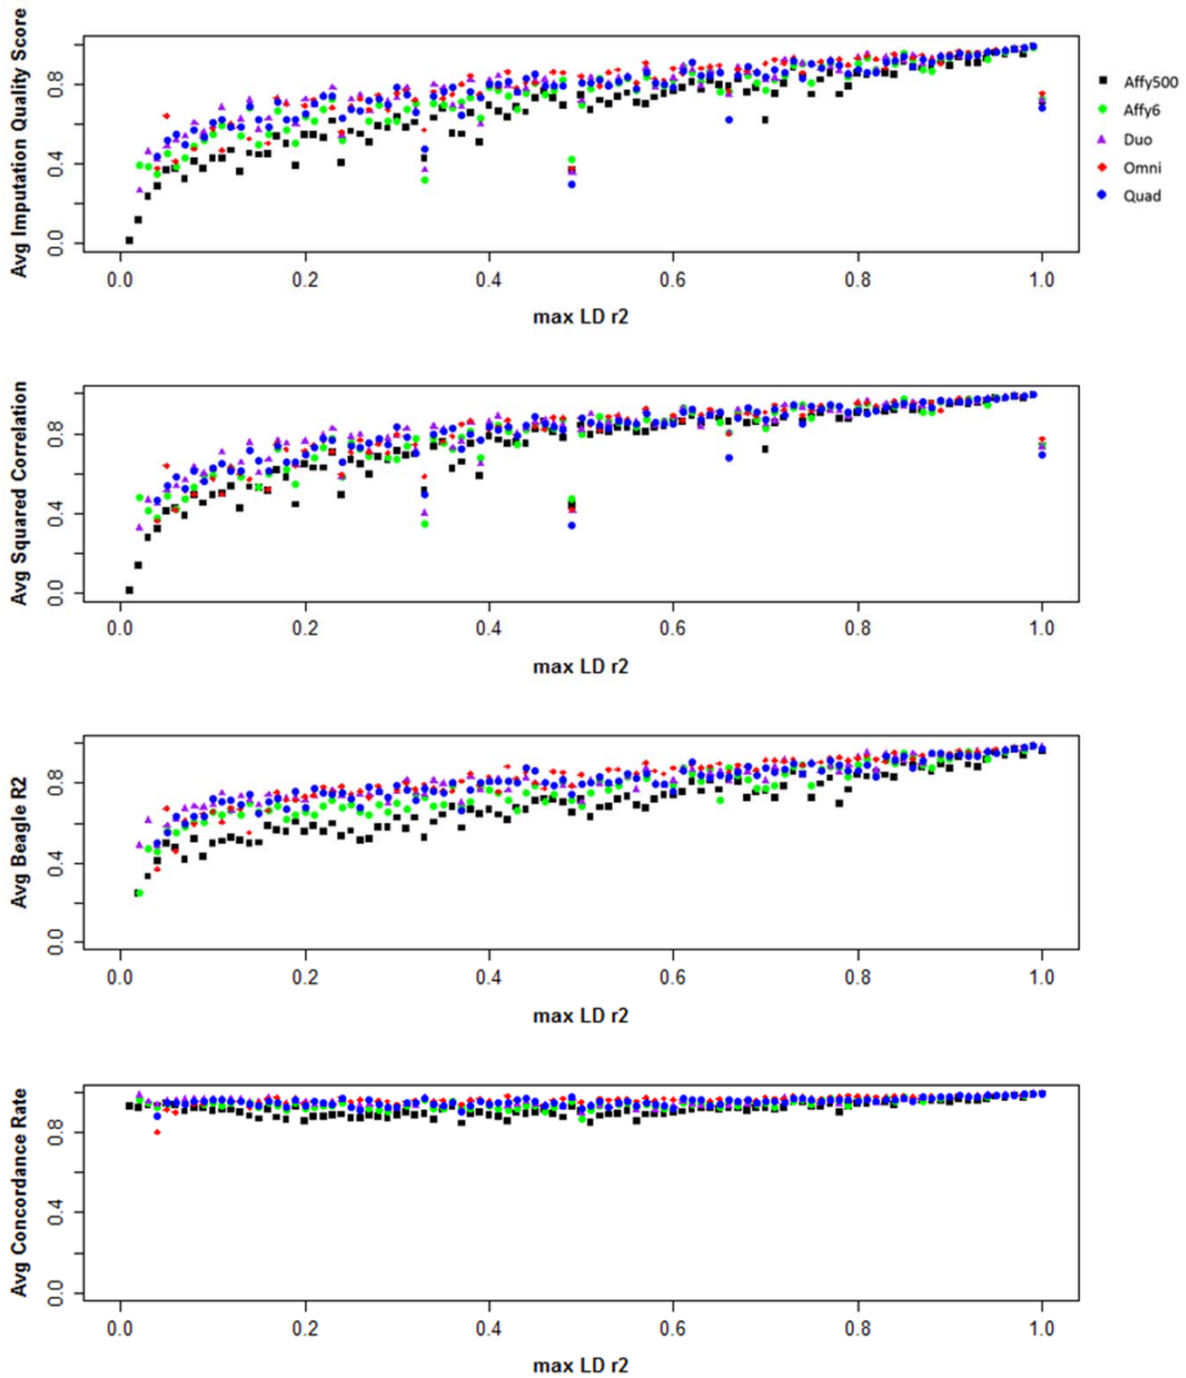 Avg Imputation Quality Score
0.0 0.4 0.8
0.0 0.2 0.4 0.6 0.8 1.0
max LD r2
Affy500
Affy6
Duo
Omni
Quad
Avg Squared Correlation
0.0 0.4 0.8
0.0 0.2 0.4 0.6 0.8 1.0
max LD r2
Avg Beagle R2
0.0 0.4 0.8
0.0 0.2 0.4 0.6 0.8 1.0
max LD r2
Avg Concordance Rate
0.0 0.4 0.8
0.0 0.2 0.4 0.6 0.8 1.0
max LD r2